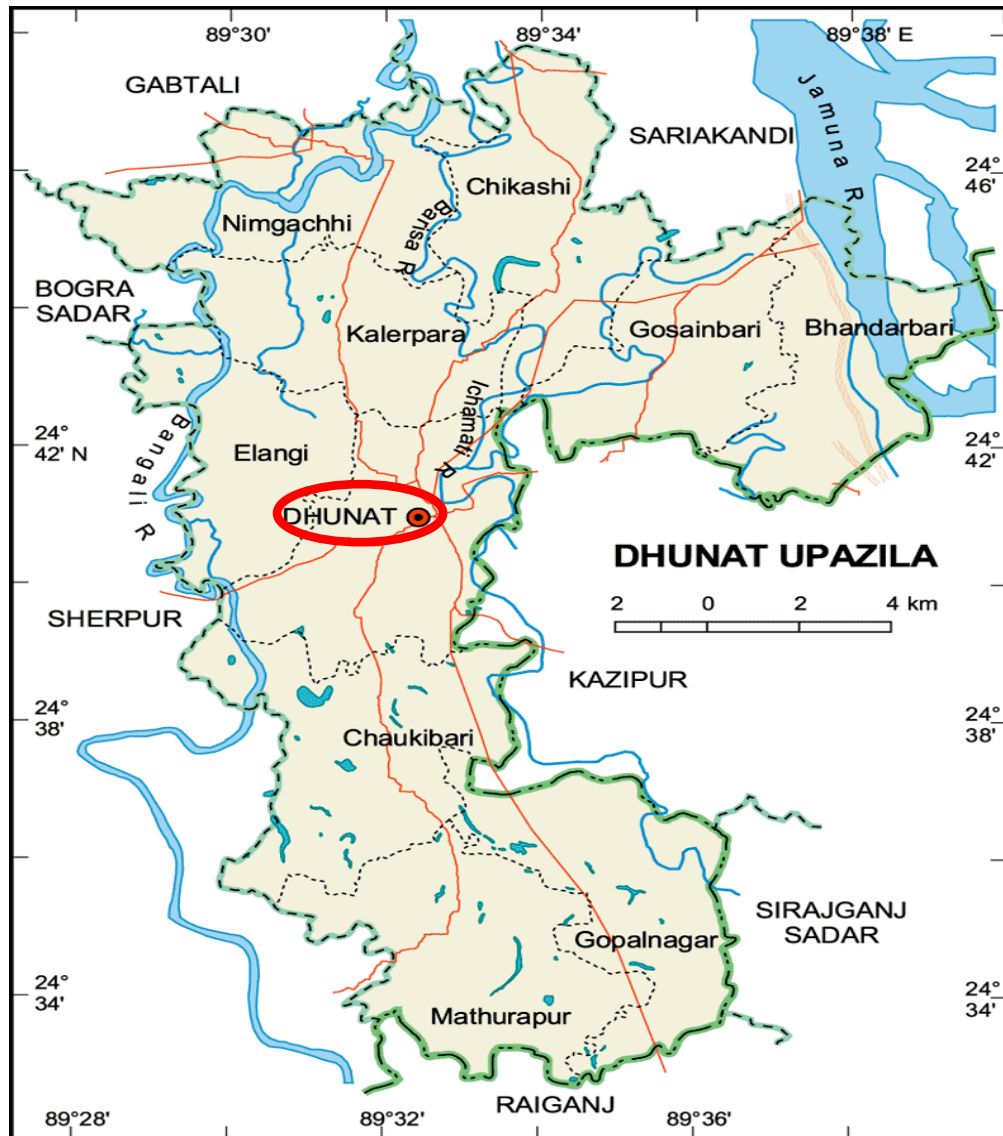 89°30'
89°34'
89°38' E
GABTALI
Jamuna R
SARIAKANDI
24°
46'
Chikashi
Nimgachhi
Bansa R
BOGRA
SADAR
Kalerpara
Gosainbari
Bhandarbari
Ichamati R
Bangali R
24°
42' N
24°
42'
Elangi
DHUNAT
DHUNAT UPAZILA
2 0 2 4 km
SHERPUR
KAZIPUR
24°
38'
24°
38'
Chaukibari
SIRAJGANJ
SADAR
Gopalnagar
24°
34'
24°
34'
Mathurapur
RAIGANJ
89°28'
89°32'
89°36'